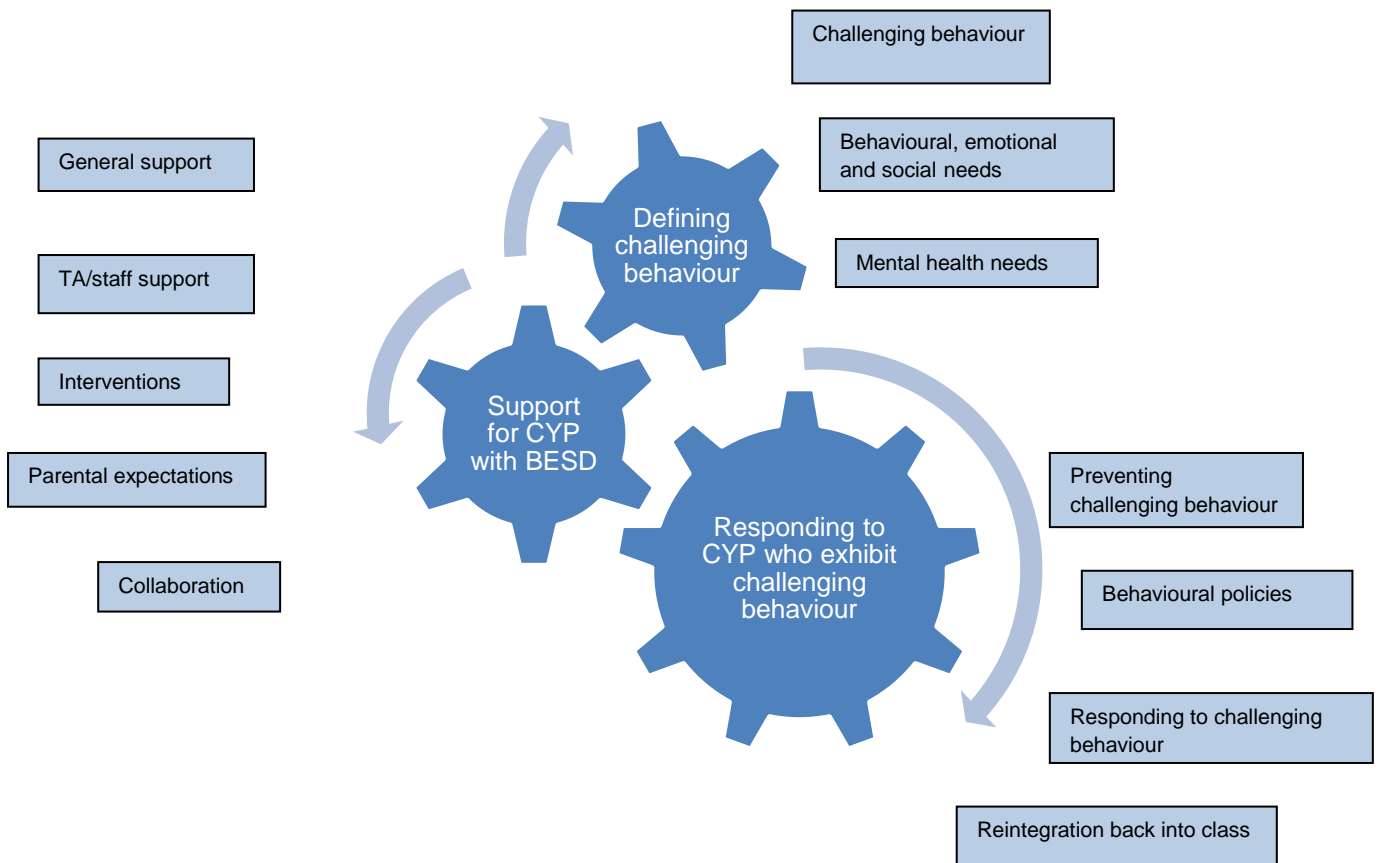 Challenging behaviour
Behavioural, emotional
and social needs
Mental health needs
Defining
challenging
behaviour
General support
TA/staff support
Interventions
Parental expectations
Collaboration
Support
for CYP
with BESD
Responding to
CYP who exhibit
challenging
behaviour
Preventing
challenging behaviour
Behavioural policies
Responding to challenging
behaviour
Reintegration back into class